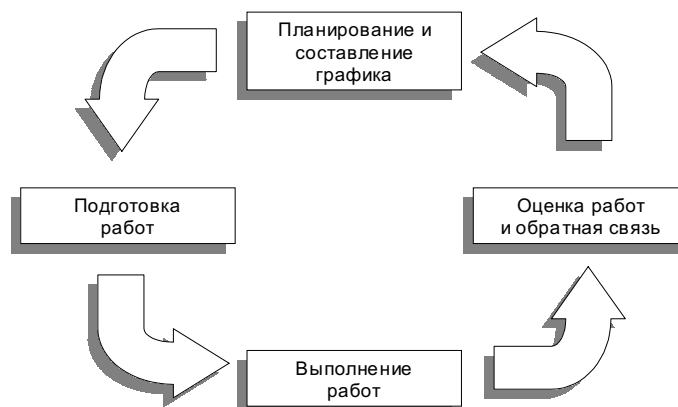 Планирование и
составление
графика
Подготовка
работ
Оценка работ
и обратная связь
Выполнение
работ